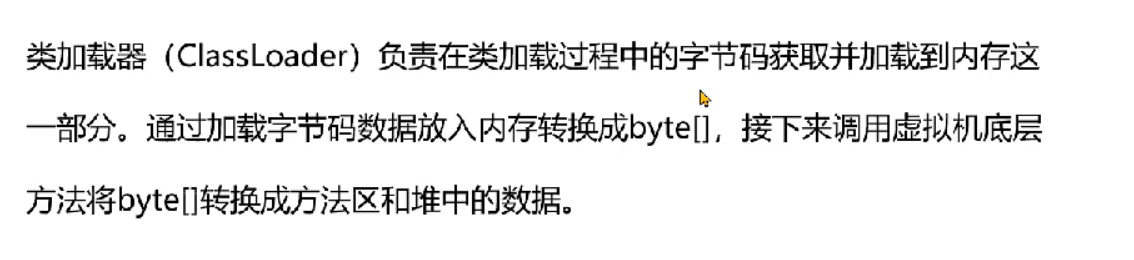 类加载器（ClassLoader）负责在类加载过程中的字节码获取并加载到内存这
一部分。通过加载字节码数据放入内存转换成byte[]，接下来调用虚拟机底层
方法将byte[]转换成方法区和堆中的数据。